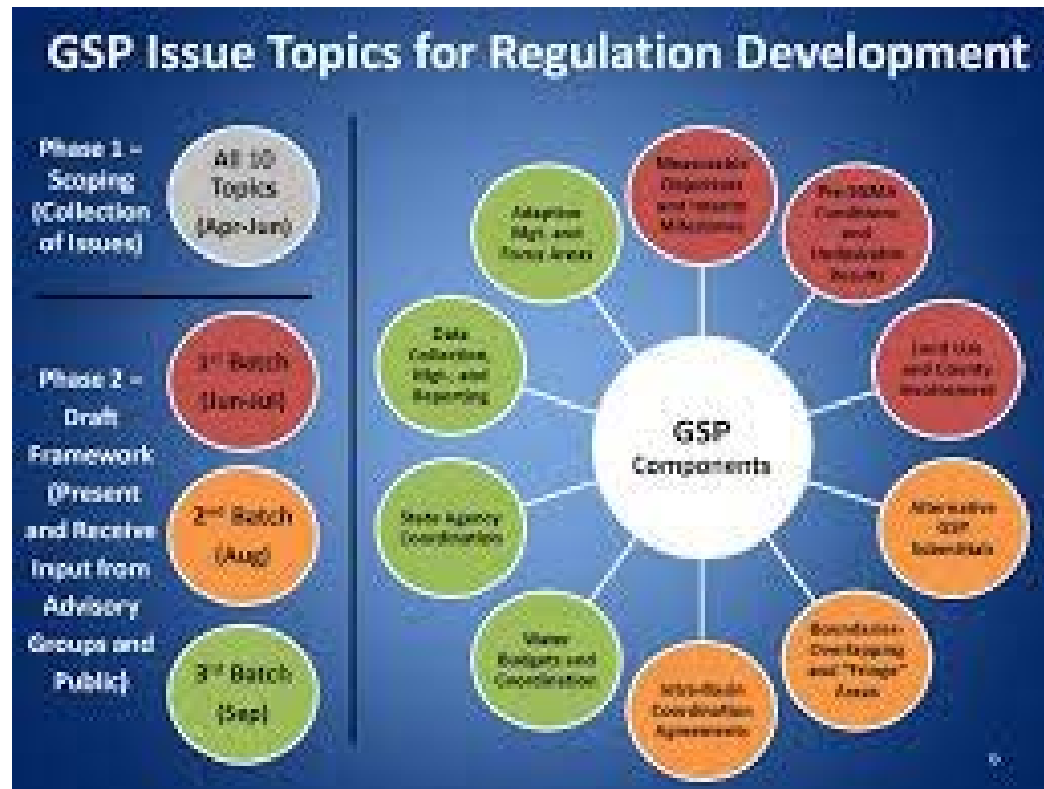 GSP Issue Topics for Regulation Development
Phase 1 –
Scoping
(Collection
of Issues)
All 10
Topics
(Apr-Jun)
Phase 2 –
Draft
Framework
(Present
and Receive
Input from
Advisory
Groups and
Public)
1st Batch
(Jun-Jul)
2nd Batch
(Aug)
3rd Batch
(Sep)
GSP
Components
Measurable
Objectives
and Interim
Milestones
Pre-SGMA
Conditions
and
Undesirable
Results
Land Use
and County
Involvement
Alternative
GSP
Boundaries-
Overlapping
and "Fringe"
Areas
Intra-Basin
Coordination
Agreements
Water
Budgets and
Coordination
State Agency
Coordination
Data
Collection,
Mgt., and
Reporting
Adaptive
Mgt. and
Focus Areas